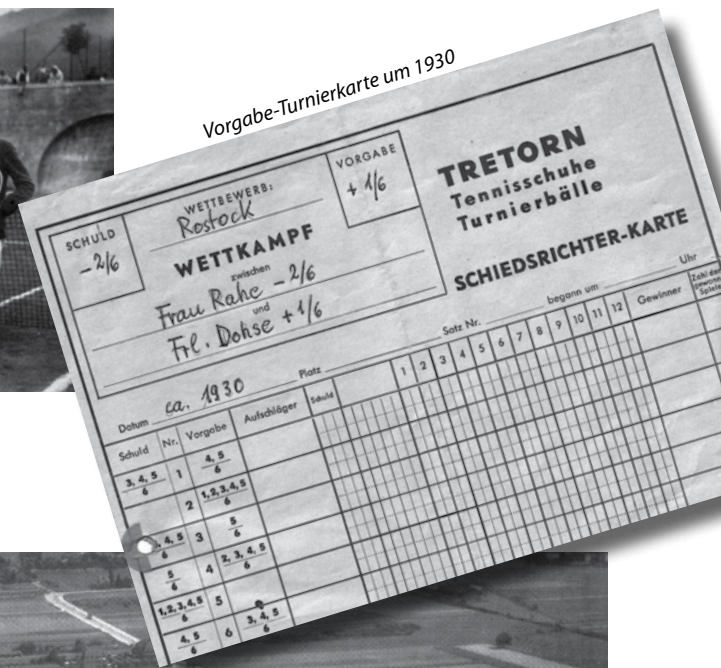 Vorgabe-Turnierkarte um 1930
SCHULD
-2/6
WETTBEWERB:
Rostock
VORGABE
+ 1/6
WETTKAMPF
zwischen
Frau Rahe - 2/6
und
Frl. Dohse + 1/6
TRETORN
Tennisschuhe
Turnierbälle
SCHIEDSRICHTER-KARTE
Datum ca. 1930 Platz Satz Nr. begann um Uhr
Schuld Nr. Vorgabe Aufschläger Schuld 1 2 3 4 5 6 7 8 9 10 11 12 Gewinner Zahl der gewonn. Spiele
3, 4, 5/6 1 4, 5/6
2 1, 2, 3, 4, 5/6
4, 5/6 3 5/6
5/6 4 2, 3, 4, 5/6
1, 2, 3, 4, 5/6 5
4, 5/6 6 3, 4, 5/6